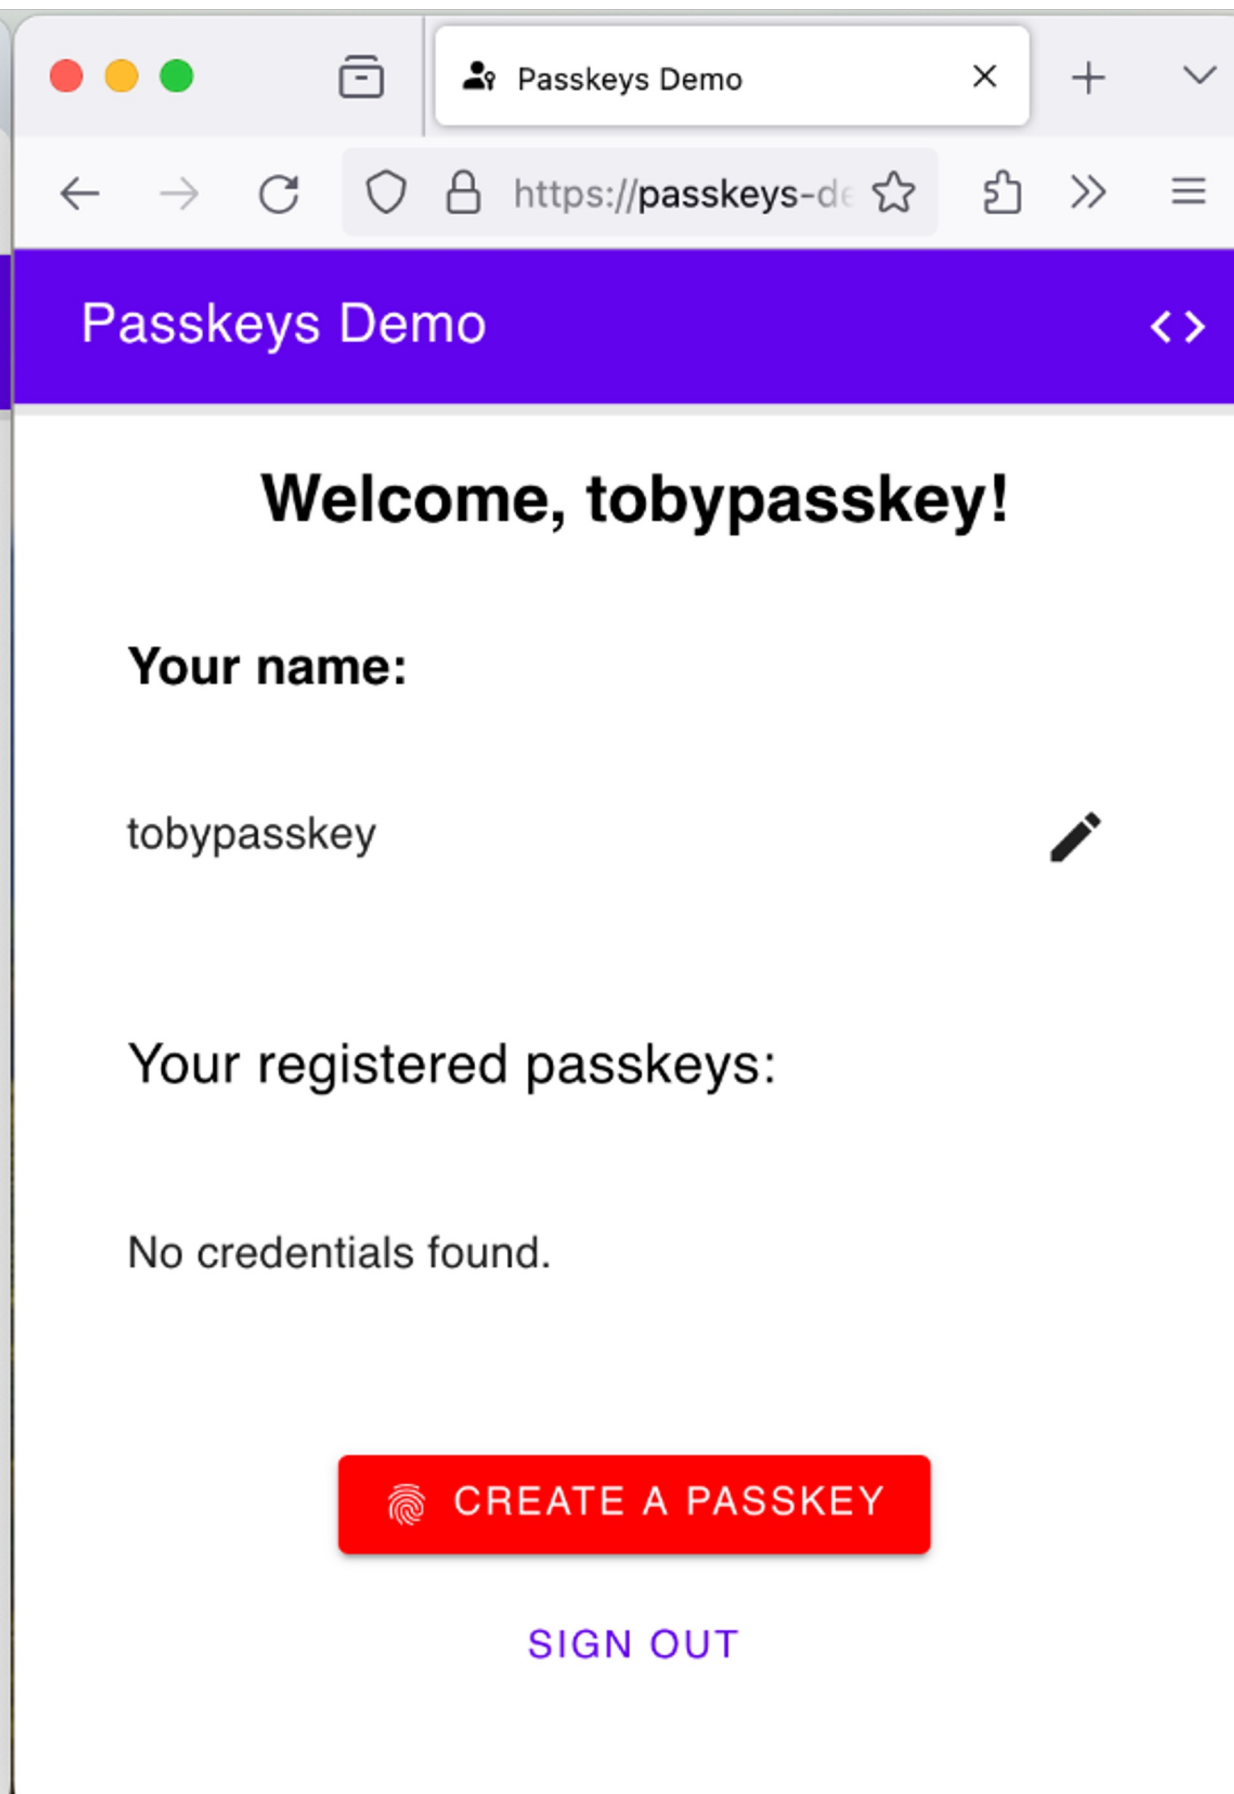 Passkeys Demo
https://passkeys-de
Passkeys Demo
Welcome, tobypasskey!
Your name:
tobypasskey
Your registered passkeys:
No credentials found.
CREATE A PASSKEY
SIGN OUT